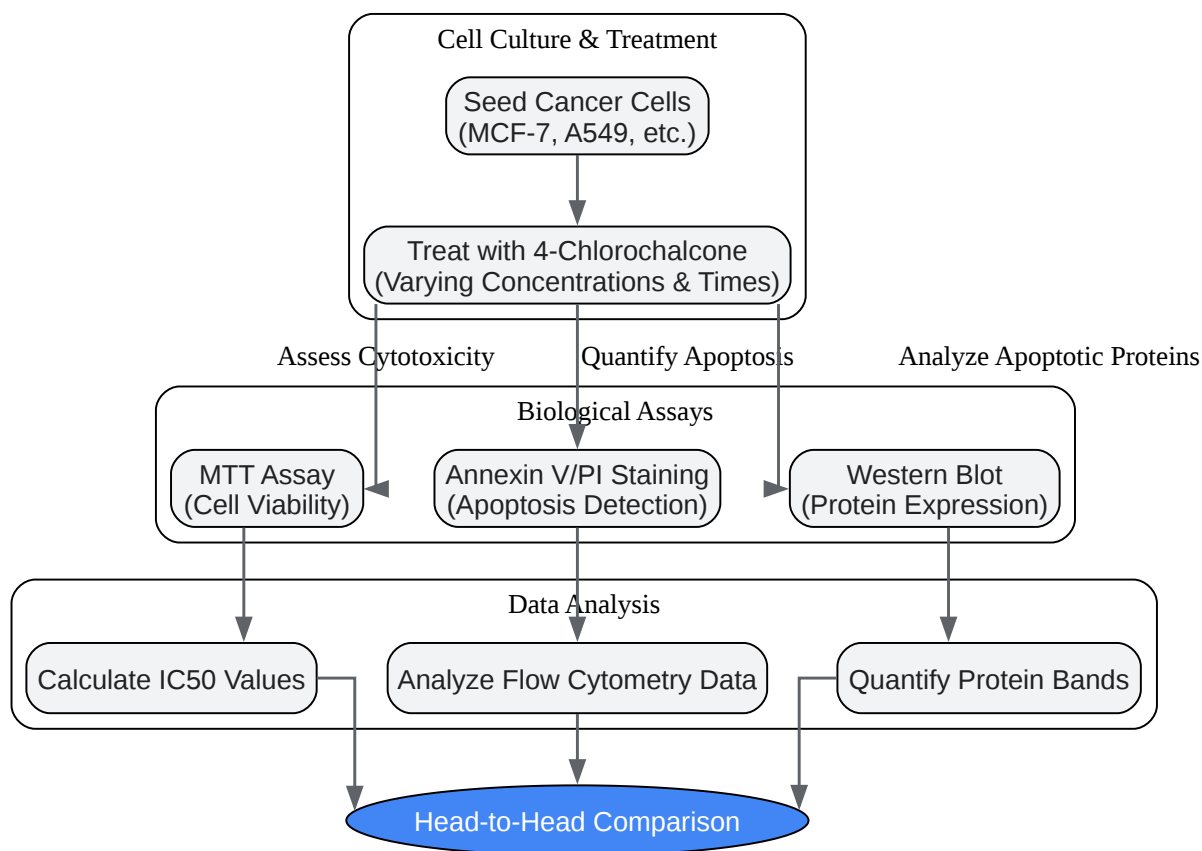 Cell Culture & Treatment
Seed Cancer Cells
(MCF-7, A549, etc.)
Treat with 4-Chlorochalcone
(Varying Concentrations & Times)
Assess Cytotoxicity
Quantify Apoptosis
Analyze Apoptotic Proteins
Biological Assays
MTT Assay
(Cell Viability)
Annexin V/PI Staining
(Apoptosis Detection)
Western Blot
(Protein Expression)
Data Analysis
Calculate IC50 Values
Analyze Flow Cytometry Data
Quantify Protein Bands
Head-to-Head Comparison